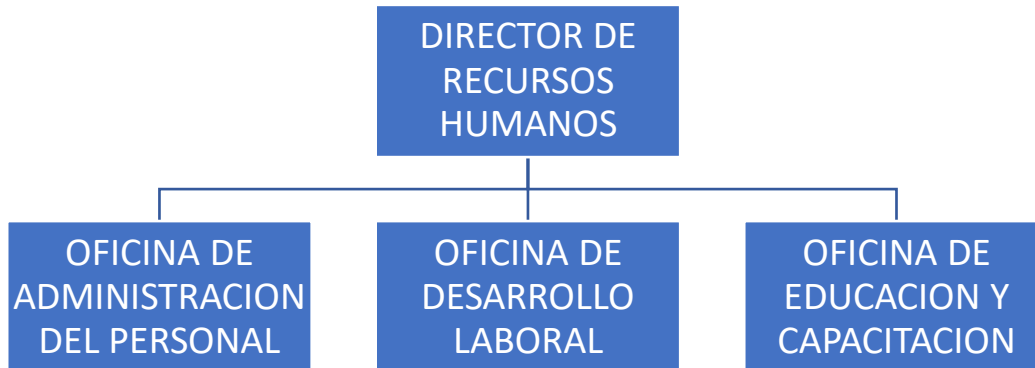 DIRECTOR DE
RECURSOS
HUMANOS
OFICINA DE
ADMINISTRACION
DEL PERSONAL
OFICINA DE
DESARROLLO
LABORAL
OFICINA DE
EDUCACION Y
CAPACITACION